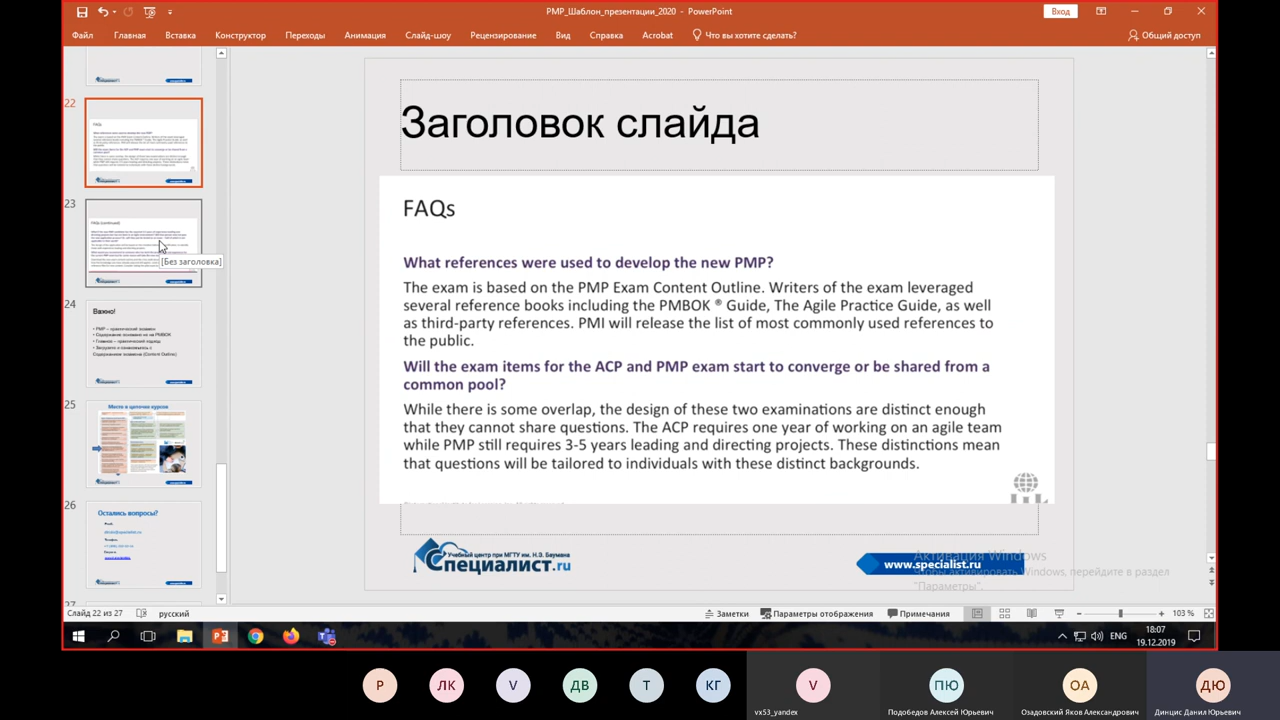 PMP_Шаблон_презентации_2020 - PowerPoint
Вход
Файл Главная Вставка Конструктор Переходы Анимация Слайд-шоу Рецензирование Вид Справка Acrobat Что вы хотите сделать? Общий доступ
22
23
[Без заголовка]
24
Важно!
25
Место в цепочке курсов
26
Остались вопросы?
Заголовок слайда
FAQs
What references were used to develop the new PMP?
The exam is based on the PMP Exam Content Outline. Writers of the exam leveraged
several reference books including the PMBOK ® Guide, The Agile Practice Guide, as well
as third-party references. PMI will release the list of most commonly used references to
the public.
Will the exam items for the ACP and PMP exam start to converge or be shared from a
common pool?
While there is some overlap, the design of these two examinations are distinct enough
that they cannot share questions. The ACP requires one year of working on an agile team
while PMP still requires 3-5 years leading and directing projects. These distinctions mean
that questions will be tailored to individuals with these distinct backgrounds.
Учебный центр при МГТУ им. Н.Э. Баумана
Специалист.ru
www.specialist.ru
Активация Windows
Чтобы активировать Windows, перейдите в раздел
"Параметры".
Слайд 22 из 27 русский Заметки Параметры отображения Примечания 103 %
ENG 18:07
19.12.2019
Р ЛК V ДВ Т КГ V ПЮ ОА ДЮ
vx53_yandex Подобедов Алексей Юрьевич Озадовский Яков Александрович Динцис Данил Юрьевич